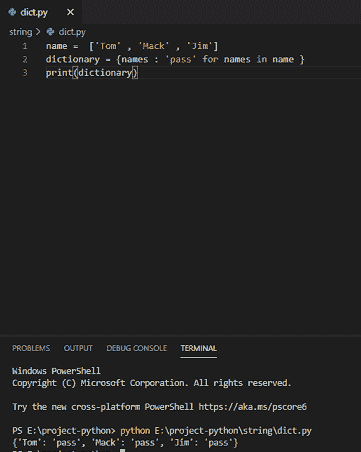 dict.py
string > dict.py
1 name = ['Tom' , 'Mack' , 'Jim']
2 dictionary = {names : 'pass' for names in name }
3 print(dictionary)
PROBLEMS OUTPUT DEBUG CONSOLE TERMINAL
Windows PowerShell
Copyright (C) Microsoft Corporation. All rights reserved.
Try the new cross-platform PowerShell https://aka.ms/pscore6
PS E:\project-python> python E:\project-python\string\dict.py
{'Tom': 'pass', 'Mack': 'pass', 'Jim': 'pass'}